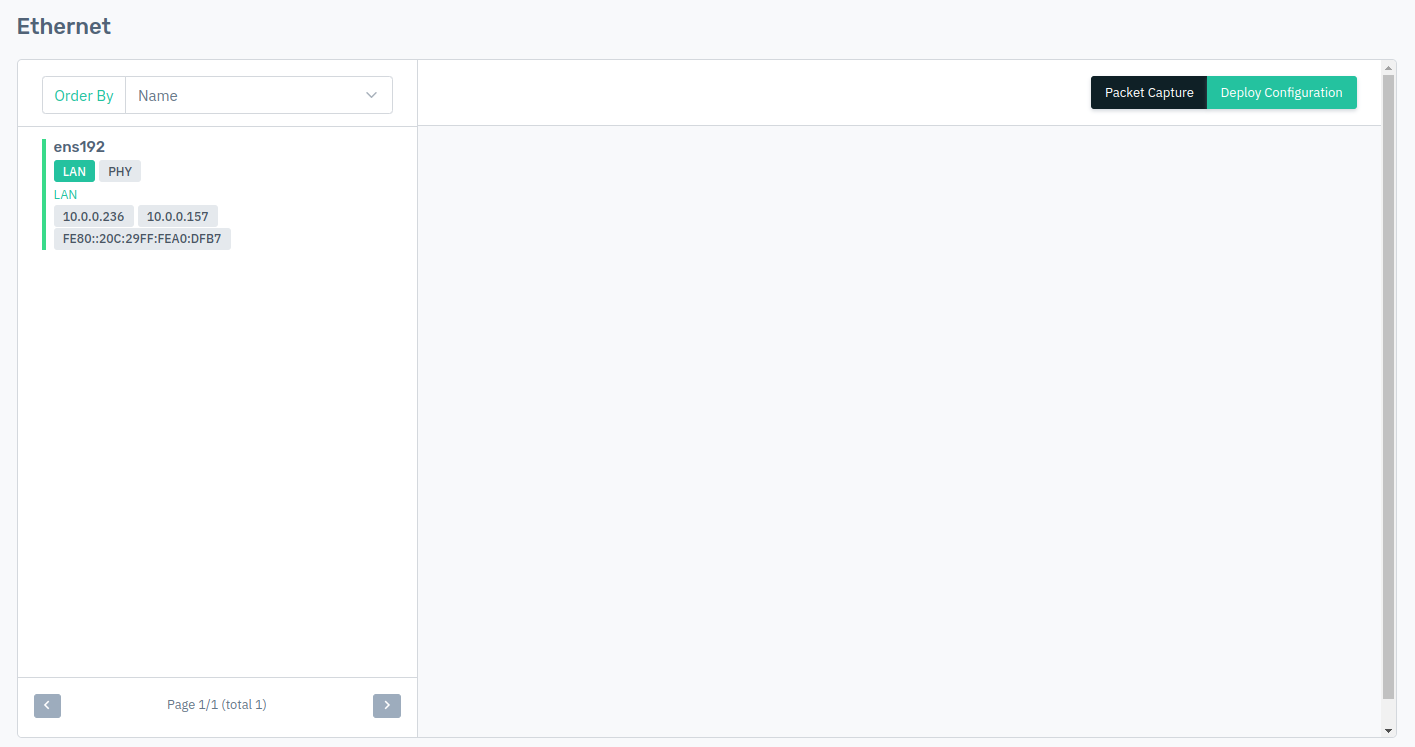 Ethernet
Order By Name
Packet Capture Deploy Configuration
ens192
LAN PHY
LAN
10.0.0.236 10.0.0.157
FE80::20C:29FF:FEA0:DFB7
Page 1/1 (total 1)